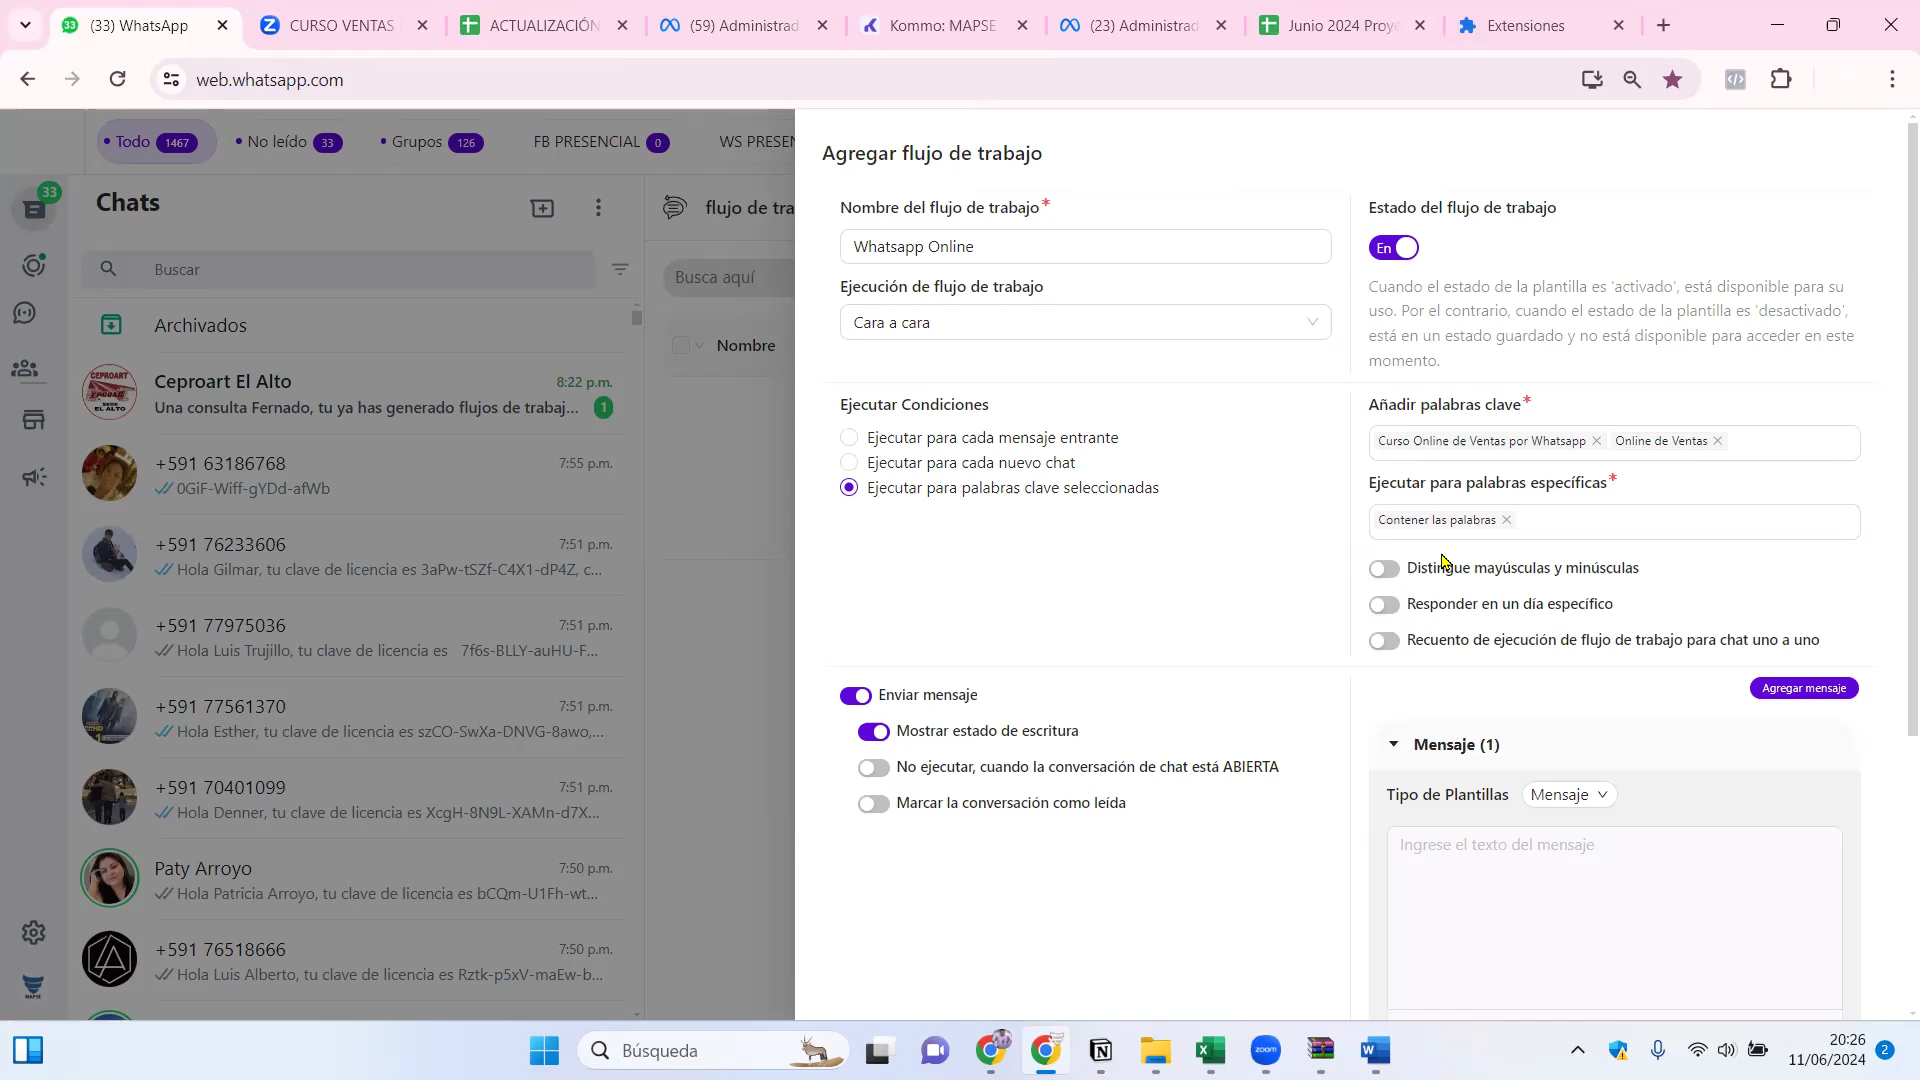 (33) WhatsApp
CURSO VENTAS
ACTUALIZACIÓN
(59) Administrad
Kommo: MAPSE
(23) Administrad
Junio 2024 Proye
Extensiones
web.whatsapp.com
Todo 1467
No leído 33
Grupos 126
FB PRESENCIAL 0
WS PRESEN
33
Chats
Buscar
Archivados
Ceproart El Alto
8:22 p.m.
Una consulta Fernado, tu ya has generado flujos de trabaj...
1
+591 63186768
7:55 p.m.
0GiF-Wiff-gYDd-afWb
+591 76233606
7:51 p.m.
Hola Gilmar, tu clave de licencia es 3aPw-tSZf-C4X1-dP4Z, c...
+591 77975036
7:51 p.m.
Hola Luis Trujillo, tu clave de licencia es 7f6s-BLLY-auHU-F...
+591 77561370
7:51 p.m.
Hola Esther, tu clave de licencia es szCO-SwXa-DNVG-8awo,...
+591 70401099
7:51 p.m.
Hola Denner, tu clave de licencia es XcgH-8N9L-XAMn-d7X...
Paty Arroyo
7:50 p.m.
Hola Patricia Arroyo, tu clave de licencia es bCQm-U1Fh-wt...
+591 76518666
7:50 p.m.
Hola Luis Alberto, tu clave de licencia es Rztk-p5xV-maEw-b...
flujo de tra
Busca aquí
Nombre
Agregar flujo de trabajo
Nombre del flujo de trabajo*
Whatsapp Online
Ejecución de flujo de trabajo
Cara a cara
Estado del flujo de trabajo
En
Cuando el estado de la plantilla es 'activado', está disponible para su
uso. Por el contrario, cuando el estado de la plantilla es 'desactivado',
está en un estado guardado y no está disponible para acceder en este
momento.
Ejecutar Condiciones
Ejecutar para cada mensaje entrante
Ejecutar para cada nuevo chat
Ejecutar para palabras clave seleccionadas
Añadir palabras clave*
Curso Online de Ventas por Whatsapp
Online de Ventas
Ejecutar para palabras específicas*
Contener las palabras
Distingue mayúsculas y minúsculas
Responder en un día específico
Recuento de ejecución de flujo de trabajo para chat uno a uno
Enviar mensaje
Mostrar estado de escritura
No ejecutar, cuando la conversación de chat está ABIERTA
Marcar la conversación como leída
Agregar mensaje
Mensaje (1)
Tipo de Plantillas
Mensaje
Ingrese el texto del mensaje
MAPSE
Búsqueda
zoom
20:26
11/06/2024
2